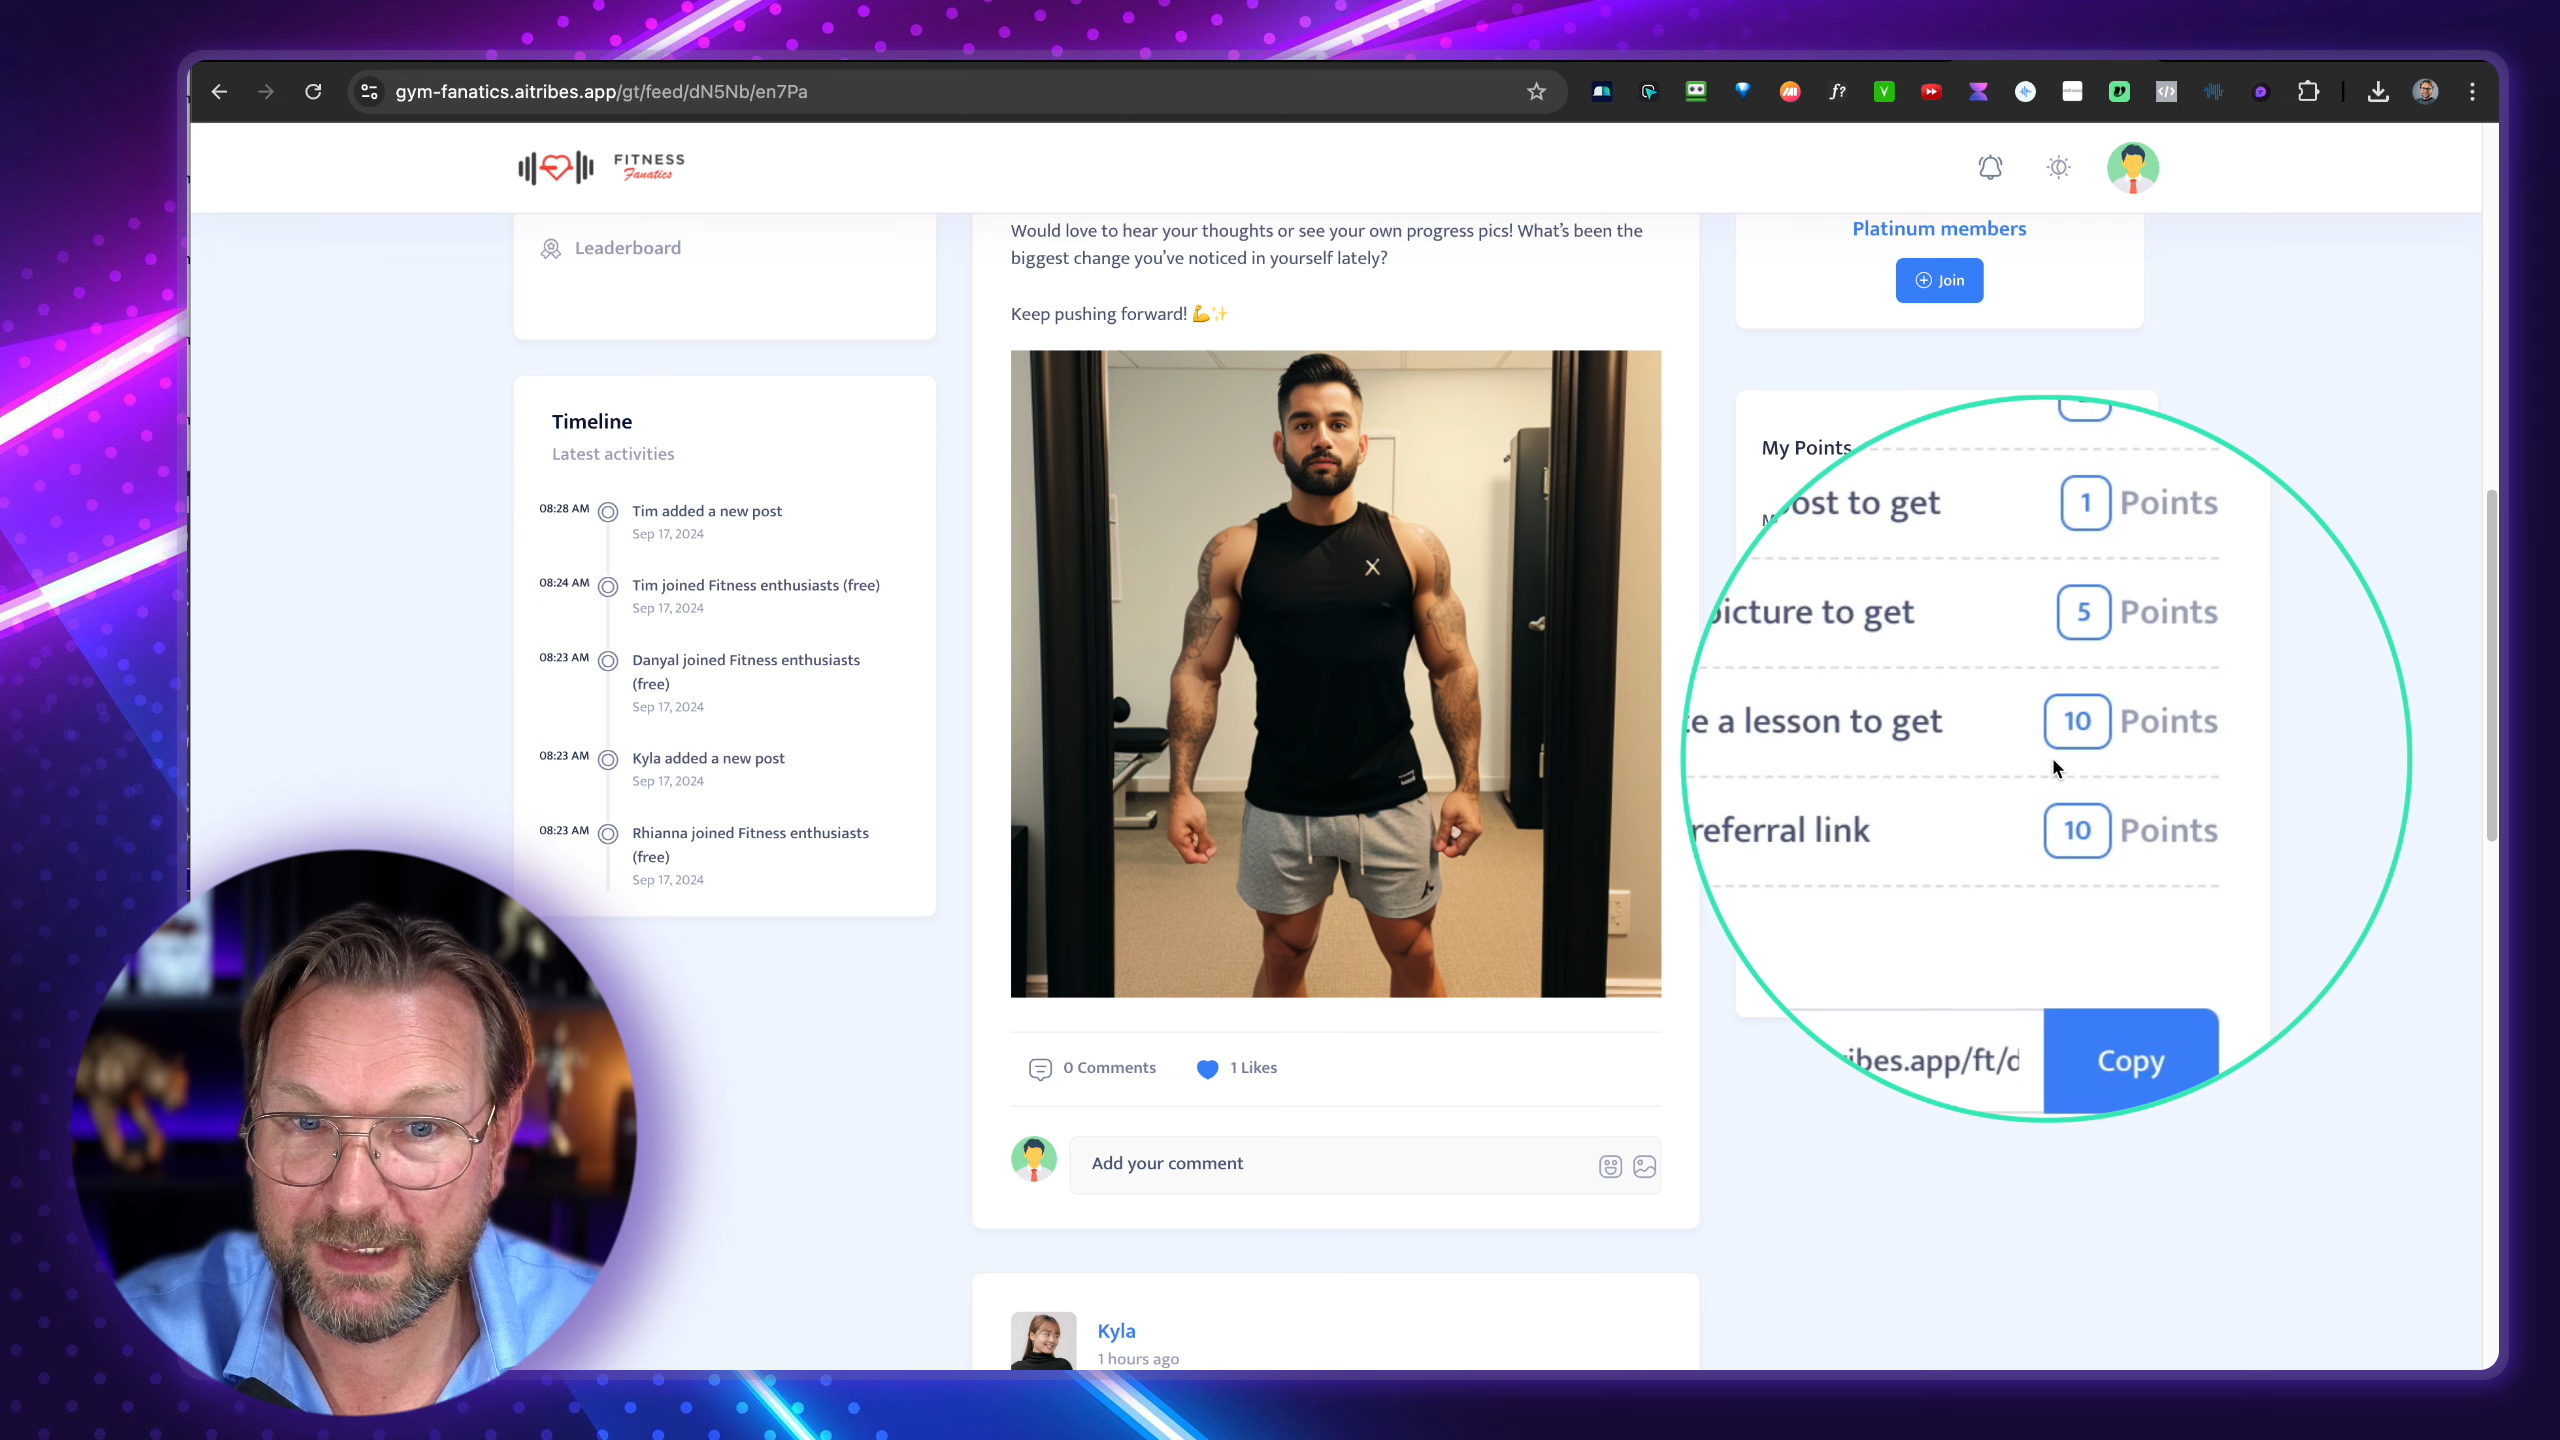 gym-fanatics.aitribes.app/gt/feed/dN5Nb/en7Pa
FITNESS
Fanatics
Leaderboard
Timeline
Latest activities
08:28 AM Tim added a new post
Sep 17, 2024
08:24 AM Tim joined Fitness enthusiasts (free)
Sep 17, 2024
08:23 AM Danyal joined Fitness enthusiasts
(free)
Sep 17, 2024
08:23 AM Kyla added a new post
Sep 17, 2024
08:23 AM Rhianna joined Fitness enthusiasts
(free)
Sep 17, 2024
Would love to hear your thoughts or see your own progress pics! What’s been the
biggest change you’ve noticed in yourself lately?
Keep pushing forward! 💪✨
0 Comments 1 Likes
Add your comment
Kyla
1 hours ago
Platinum members
Join
My Points
ost to get 1 Points
picture to get 5 Points
e a lesson to get 10 Points
referral link 10 Points
ibes.app/ft/d Copy